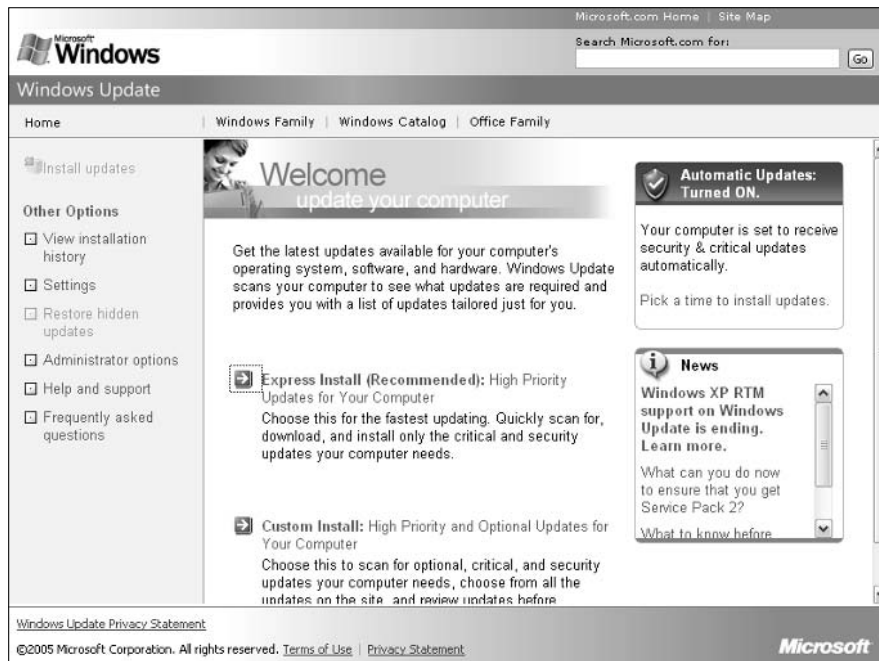 Microsoft.com Home | Site Map
Microsoft
Windows
Search Microsoft.com for:
Go
Windows Update
Home | Windows Family | Windows Catalog | Office Family
Install updates
Other Options
View installation
history
Settings
Restore hidden
updates
Administrator options
Help and support
Frequently asked
questions
Welcome
update your computer
Get the latest updates available for your computer's
operating system, software, and hardware. Windows Update
scans your computer to see what updates are required and
provides you with a list of updates tailored just for you.
Express Install (Recommended): High Priority
Updates for Your Computer
Choose this for the fastest updating. Quickly scan for,
download, and install only the critical and security
updates your computer needs.
Custom Install: High Priority and Optional Updates for
Your Computer
Choose this to scan for optional, critical, and security
updates your computer needs, choose from all the
updates on the site, and review updates before
Automatic Updates:
Turned ON.
Your computer is set to receive
security & critical updates
automatically.
Pick a time to install updates.
News
Windows XP RTM
support on Windows
Update is ending.
Learn more.
What can you do now
to ensure that you get
Service Pack 2?
What to know before
Windows Update Privacy Statement
©2005 Microsoft Corporation. All rights reserved. Terms of Use | Privacy Statement
Microsoft